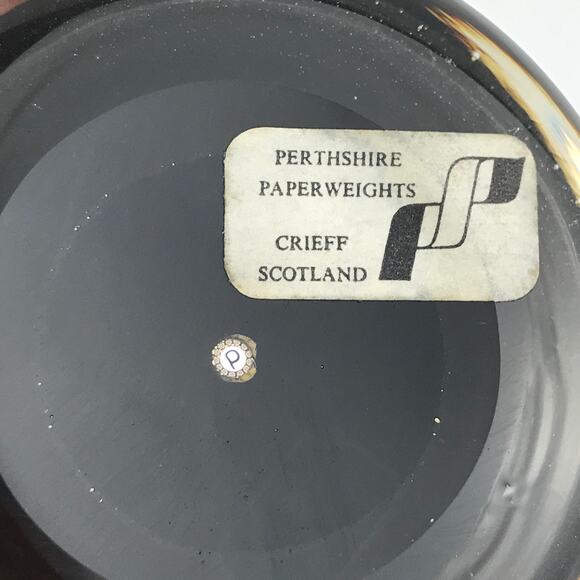 PERTHSHIRE
PAPERWEIGHTS
CRIEFF
SCOTLAND
P